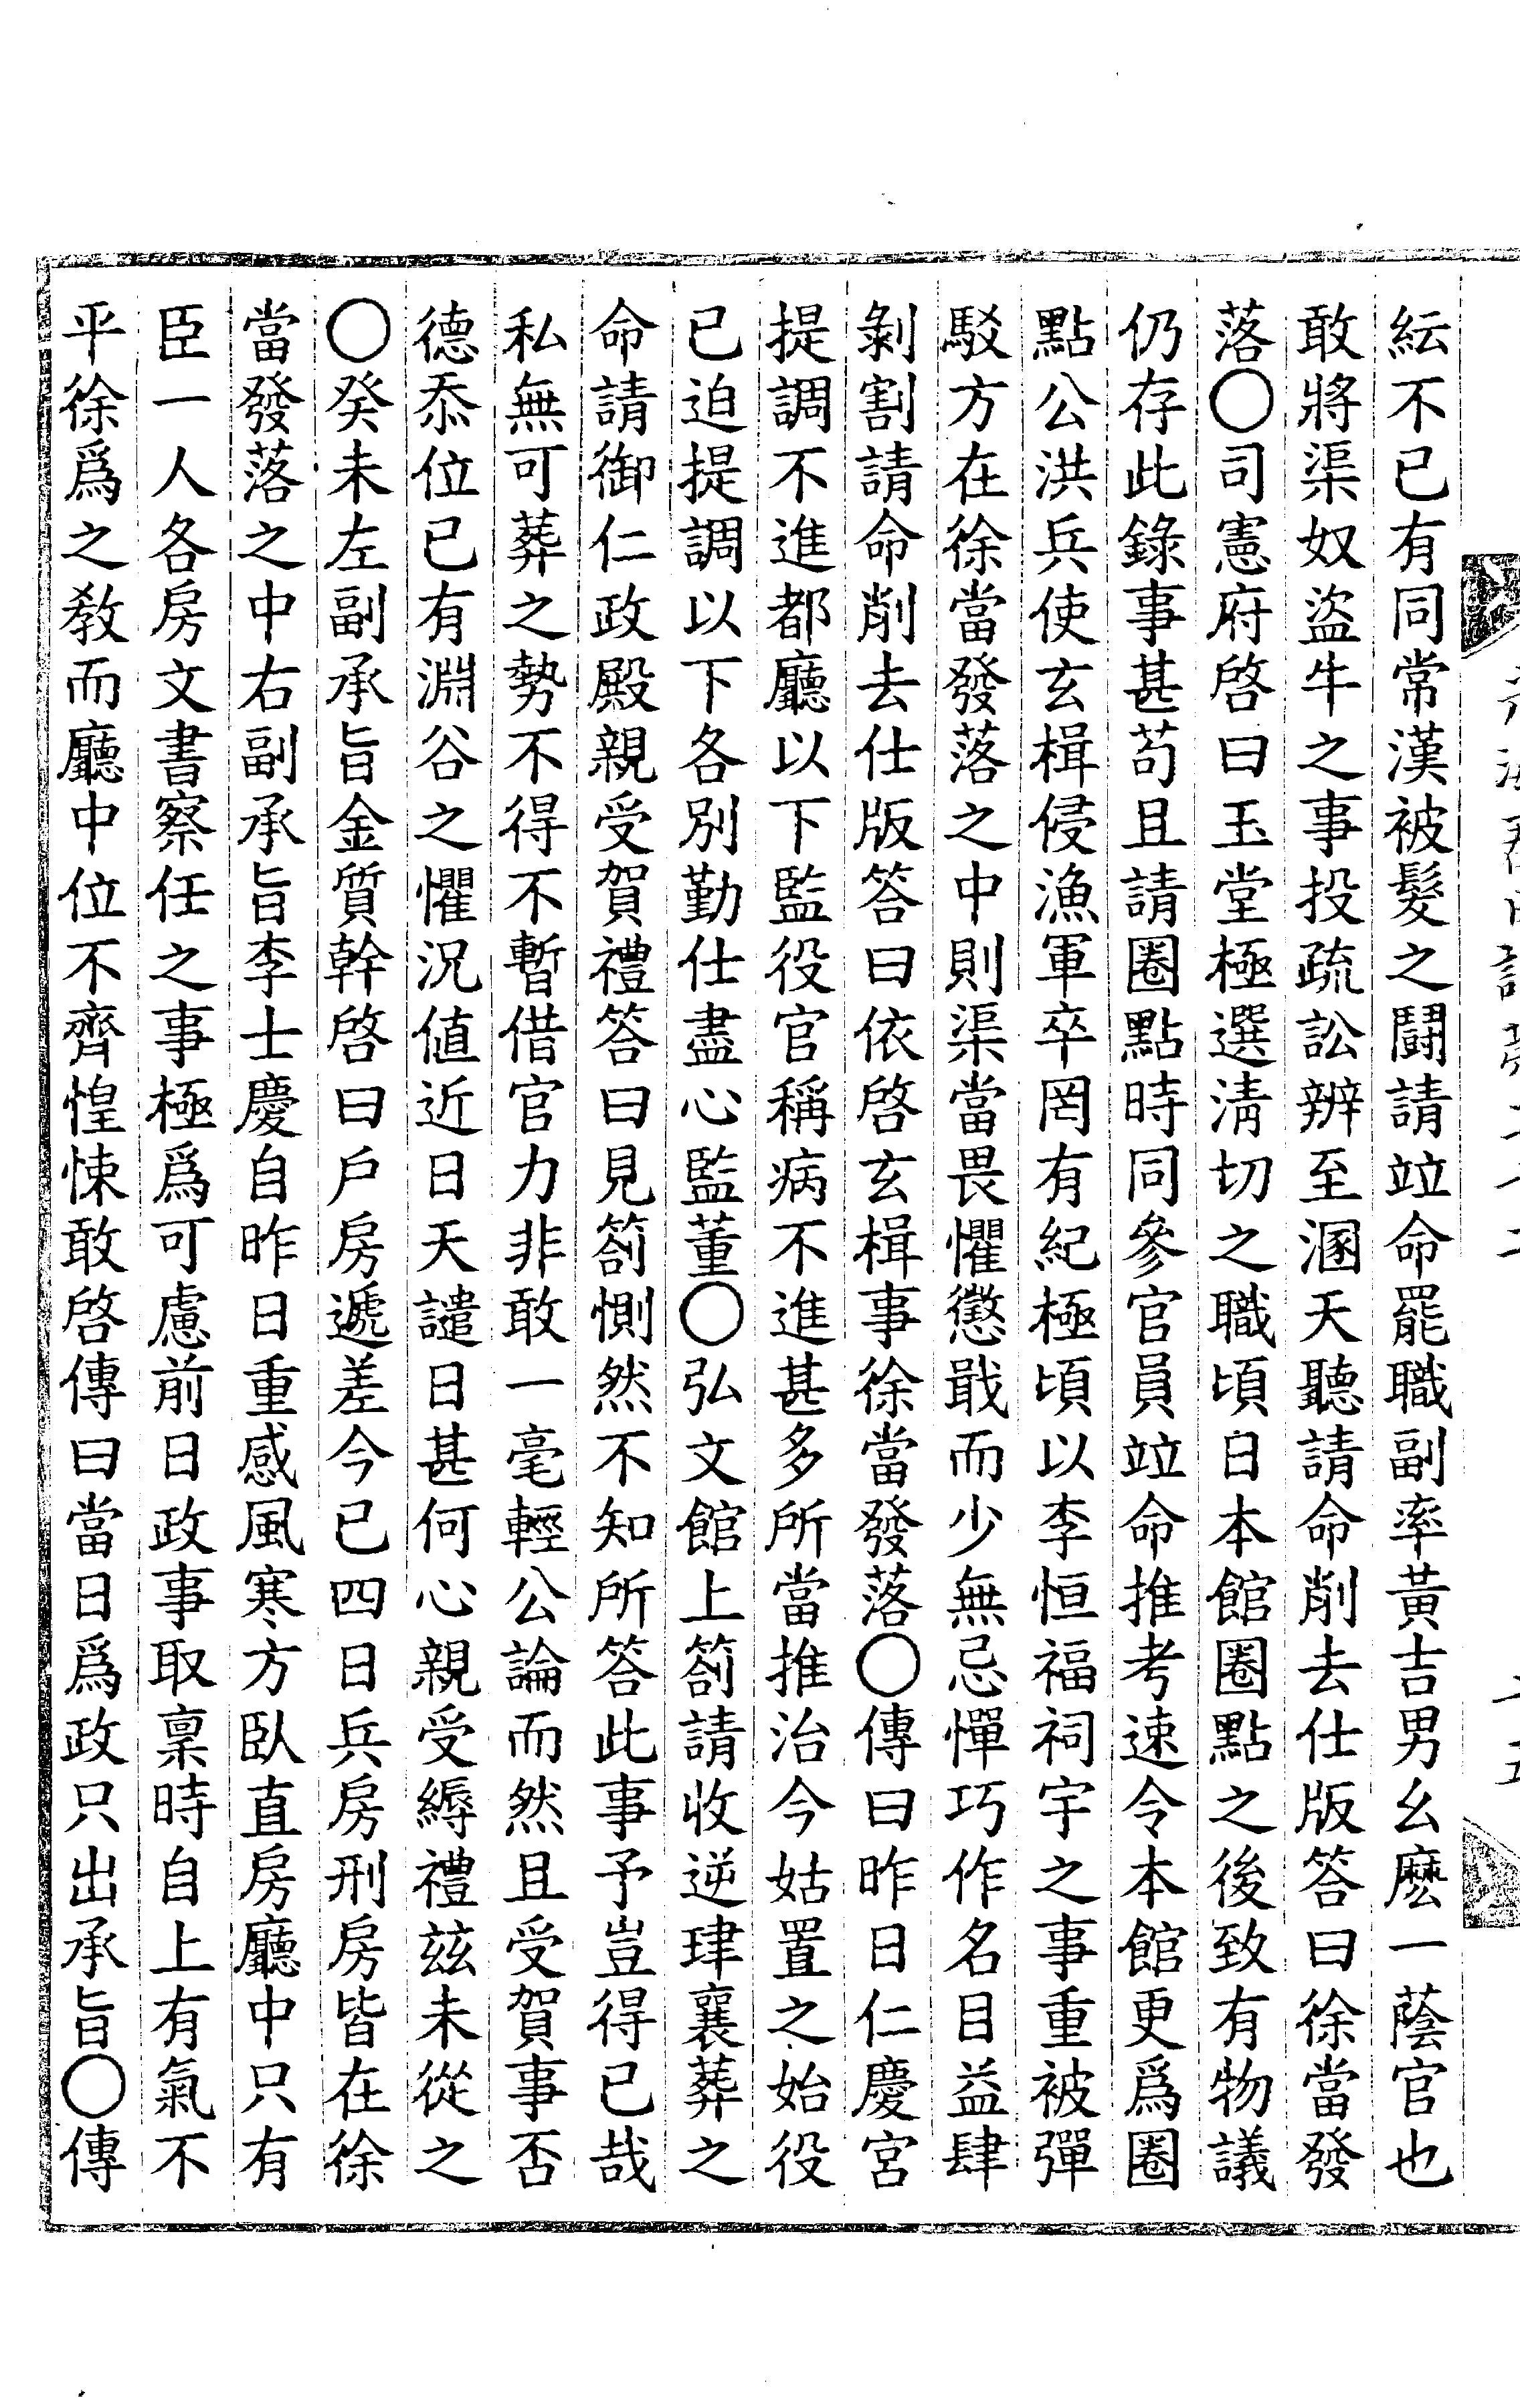 紜不已有同常漢被髮之鬪請竝命罷職副率黃吉男幺麽一蔭官也
敢將渠奴盜牛之事投疏訟辨至溷天聽請命削去仕版答曰徐當發
落○司憲府啓曰玉堂極選淸切之職頃日本館圈點之後致有物議
仍存此錄事甚苟且請圈點時同參官員竝命推考速令本館更爲圈
點公洪兵使玄楫侵漁軍卒罔有紀極頃以李恒福祠宇之事重被彈
駁方在徐當發落之中則渠當畏懼懲戢而少無忌憚巧作名目益肆
剝割請命削去仕版答曰依啓玄楫事徐當發落○傳曰昨日仁慶宮
提調不進都廳以下監役官稱病不進甚多所當推治今姑置之始役
已迫提調以下各別勤仕盡心監董○弘文館上箚請收逆肂襄葬之
命請御仁政殿親受賀禮答曰見箚惻然不知所答此事予豈得已哉
私無可葬之勢不得不暫借官力非敢一毫輕公論而然且受賀事否
德忝位已有淵谷之懼況値近日天譴日甚何心親受縟禮玆未從之
○癸未左副承旨金質幹啓曰戶房遞差今已四日兵房刑房皆在徐
當發落之中右副承旨李士慶自昨日重感風寒方臥直房廳中只有
臣一人各房文書察任之事極爲可慮前日政事取稟時自上有氣不
平徐爲之敎而廳中位不齊惶悚敢啓傳曰當日爲政只出承旨○傳